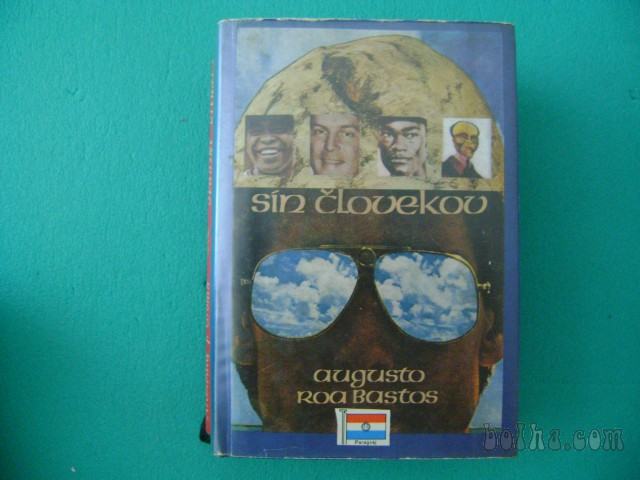 sin človekov
augusto
Roa Bastos
Paragvaj
bolha.com